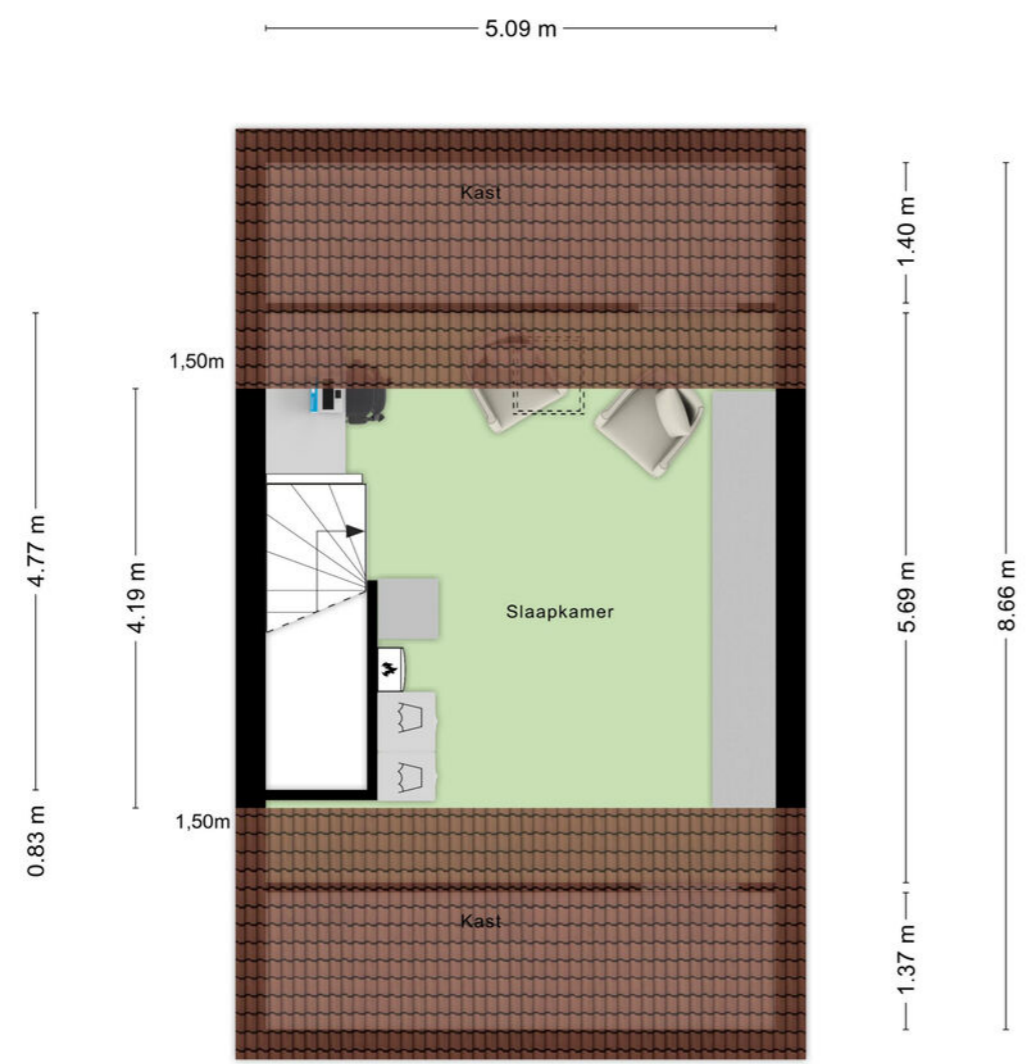 5.09 m
Kast
1.40 m
1,50m
4.77 m
4.19 m
5.69 m
8.66 m
Slaapkamer
1,50m
0.83 m
Kast
1.37 m